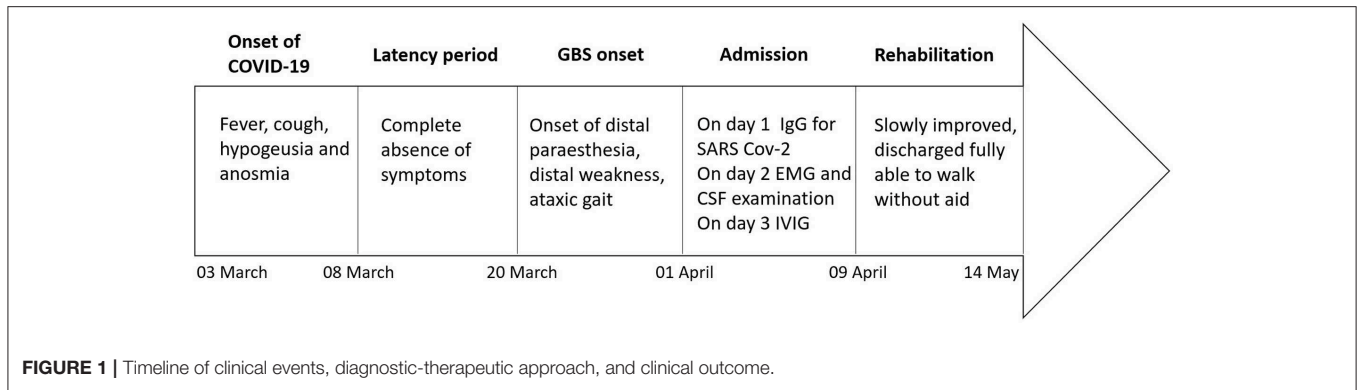 Onset of
COVID-19
Latency period
GBS onset
Admission
Rehabilitation
Fever, cough,
hypogeusia and
anosmia
Complete
absence of
symptoms
Onset of distal
paraesthesia,
distal weakness,
ataxic gait
On day 1 IgG for
SARS Cov-2
On day 2 EMG and
CSF examination
On day 3 IVIG
Slowly improved,
discharged fully
able to walk
without aid
03 March
08 March
20 March
01 April
09 April
14 May
FIGURE 1 | Timeline of clinical events, diagnostic-therapeutic approach, and clinical outcome.